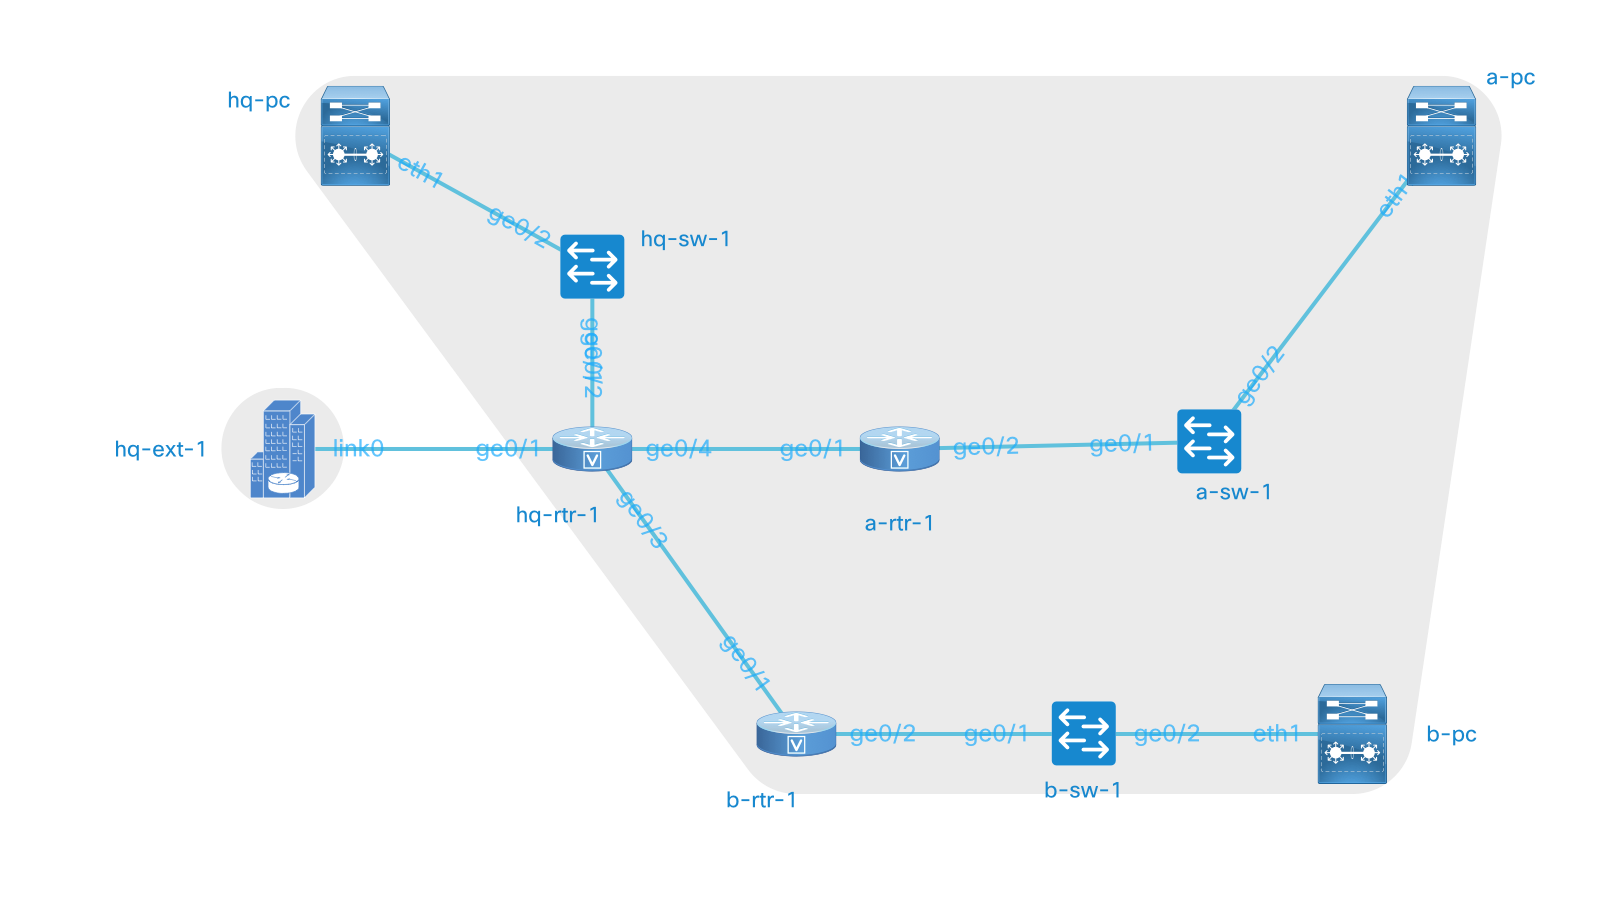 a-pc
hq-pc
eth1
eth1
ge0/2
hq-sw-1
ge0/1
ge0/2
ge0/2
hq-ext-1
link0
ge0/1
ge0/4
ge0/1
ge0/2
ge0/1
a-sw-1
hq-rtr-1
ge0/3
a-rtr-1
ge0/1
ge0/2
ge0/1
ge0/2
eth1
b-pc
b-sw-1
b-rtr-1
V
V
V